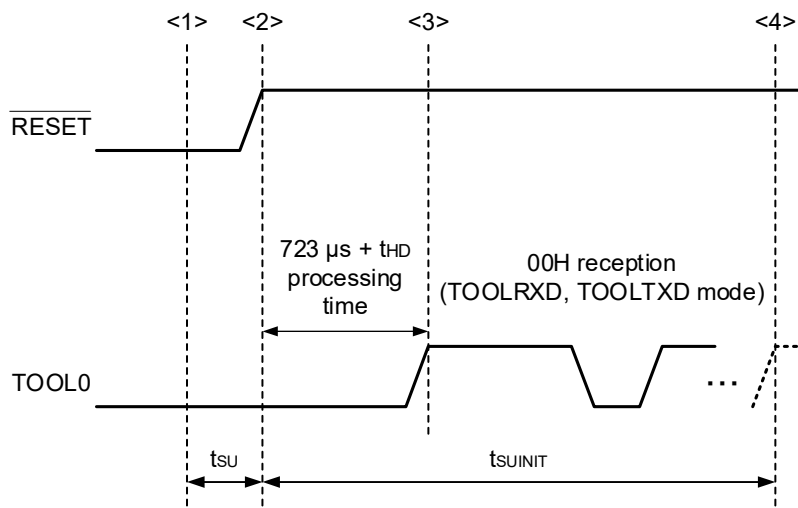 <1> <2> <3> <4>
RESET
723 µs + tHD
processing
time
00H reception
(TOOLRXD, TOOLTXD mode)
TOOL0
...
tSU tSUINIT